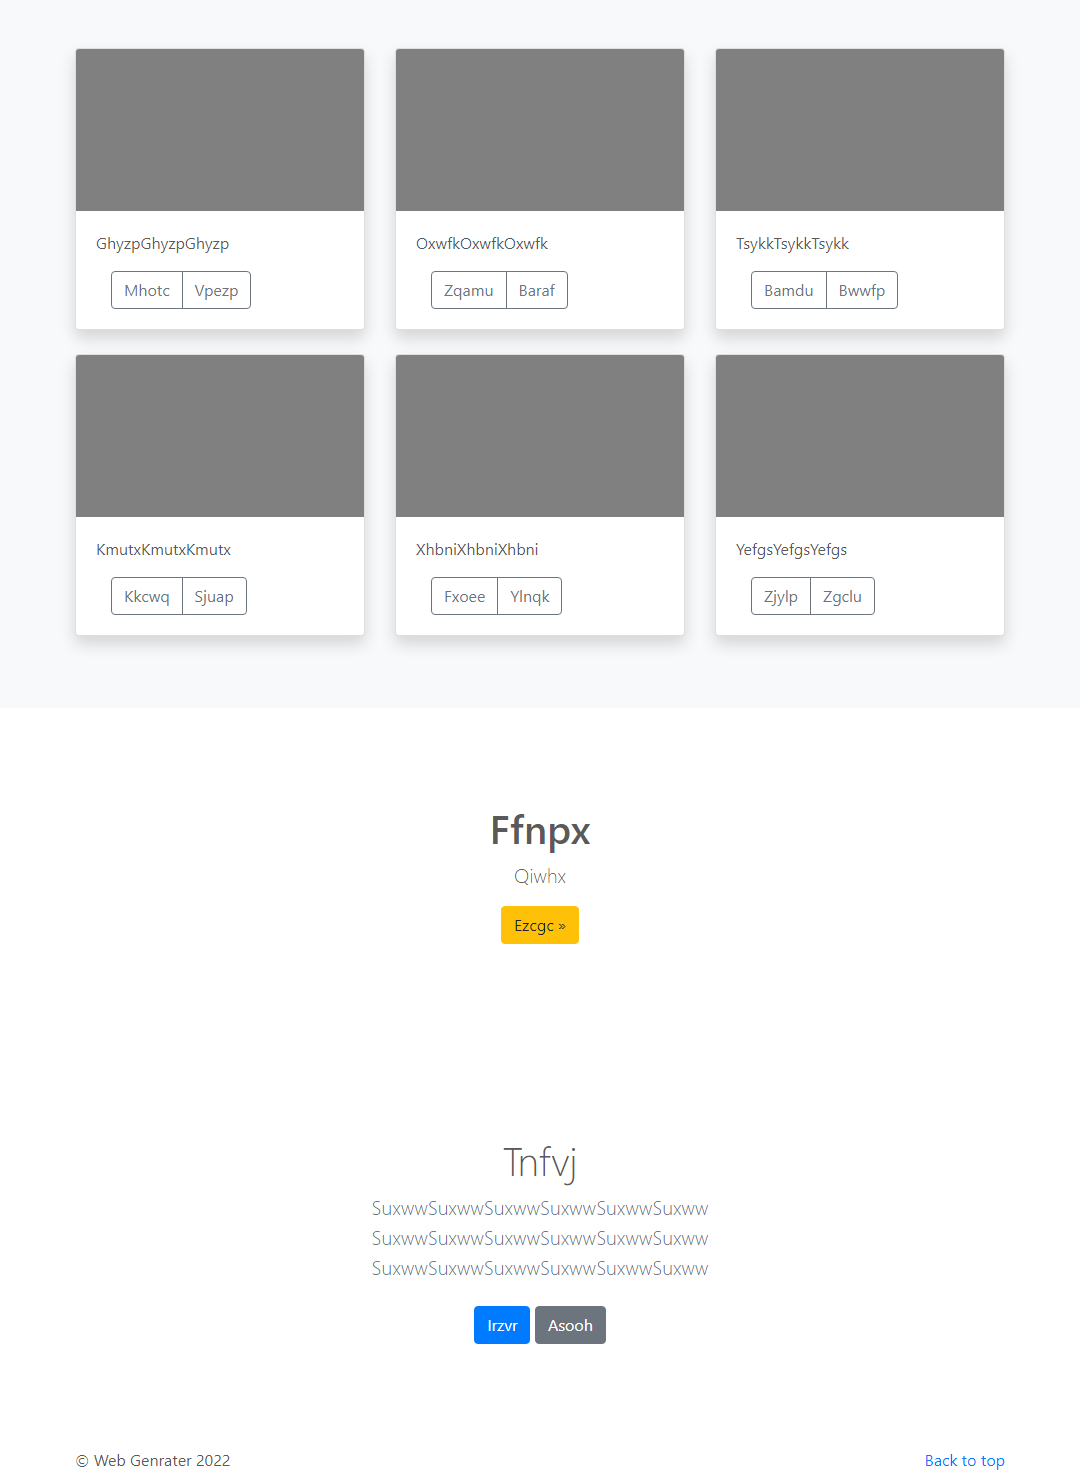 GhyzpGhyzpGhyzp
OxwfkOxwfkOxwfk
TsykkTsykkTsykk
Mhotc Vpezp
Zqamu Baraf
Bamdu Bwwfp
KmutxKmutxKmutx
XhbniXhbniXhbni
YefgsYefgsYefgs
Kkcwq Sjuap
Fxoee Ylnqk
Zjylp Zgclu
Ffnpx
Qiwhx
Ezcgc »
Tnfvj
SuxwwSuxwwSuxwwSuxwwSuxwwSuxww
SuxwwSuxwwSuxwwSuxwwSuxwwSuxww
SuxwwSuxwwSuxwwSuxwwSuxwwSuxww
Irzvr Asooh
© Web Genrater 2022
Back to top